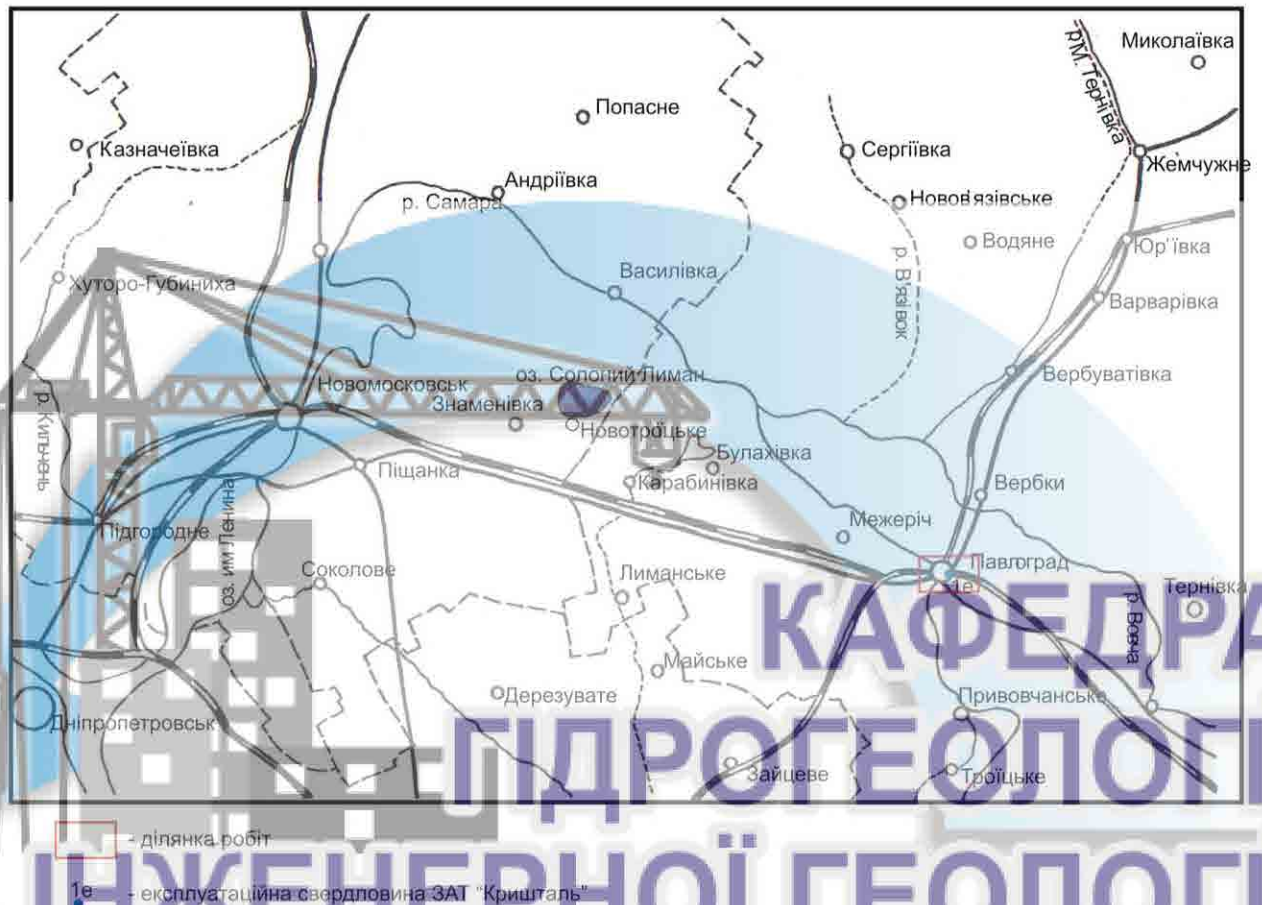 Миколаївка
р.М. Тернівка
Попасне
Казначеївка
Сергіївка
Жемчужне
Андріївка
р. Самара
Новов'язівське
Водяне
Юр'ївка
р. В'язівок
Василівка
Хуторо-Губиниха
Варварівка
Новомосковськ
оз. Солоний Лиман
Вербуватівка
р. Кильчень
Знаменівка
Новотроїцьке
Булахівка
Піщанка
Карабинівка
Вербки
Підгородне
оз. им Ленина
Межеріч
Павлоград
1е
Соколове
Лиманське
Тернівка
р. Вовча
КАФЕДРА
Майське
Дерезувате
Привовчанське
Дніпропетровськ
ГІДРОГЕОЛОГІ
Зайцеве
Троїцьке
- ділянка робіт
ІНЖЕНЕРНОЇ ГЕОЛОГІ
1е - експлуатаційна свердловина ЗАТ "Кришталь"